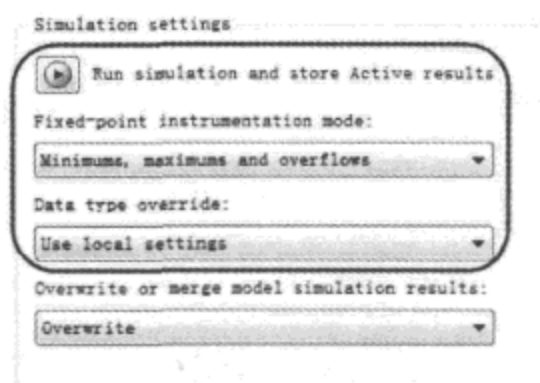 Simulation settings
Run simulation and store Active results
Fixed-point instrumentation mode:
Minimums, maximums and overflows
Data type override:
Use local settings
Overwrite or merge model simulation results:
Overwrite